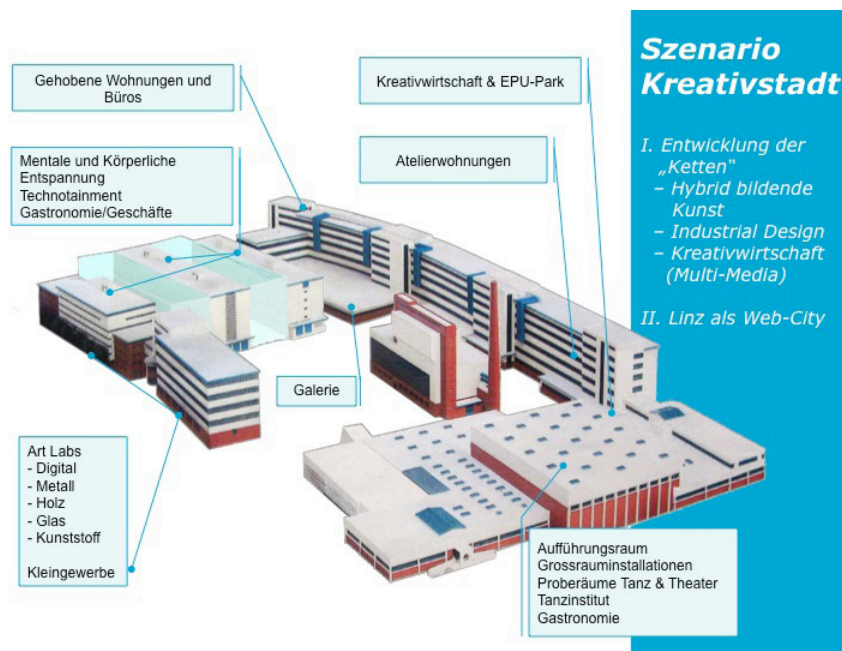 Szenario
Kreativstadt
I. Entwicklung der
„Ketten“
– Hybrid bildende
Kunst
– Industrial Design
– Kreativwirtschaft
(Multi-Media)
II. Linz als Web-City
Gehobene Wohnungen und
Büros
Kreativwirtschaft & EPU-Park
Mentale und Körperliche
Entspannung
Technotainment
Gastronomie/Geschäfte
Atelierwohnungen
Galerie
Art Labs
- Digital
- Metall
- Holz
- Glas
- Kunststoff
Kleingewerbe
Aufführungsraum
Grossrauminstallationen
Proberäume Tanz & Theater
Tanzinstitut
Gastronomie